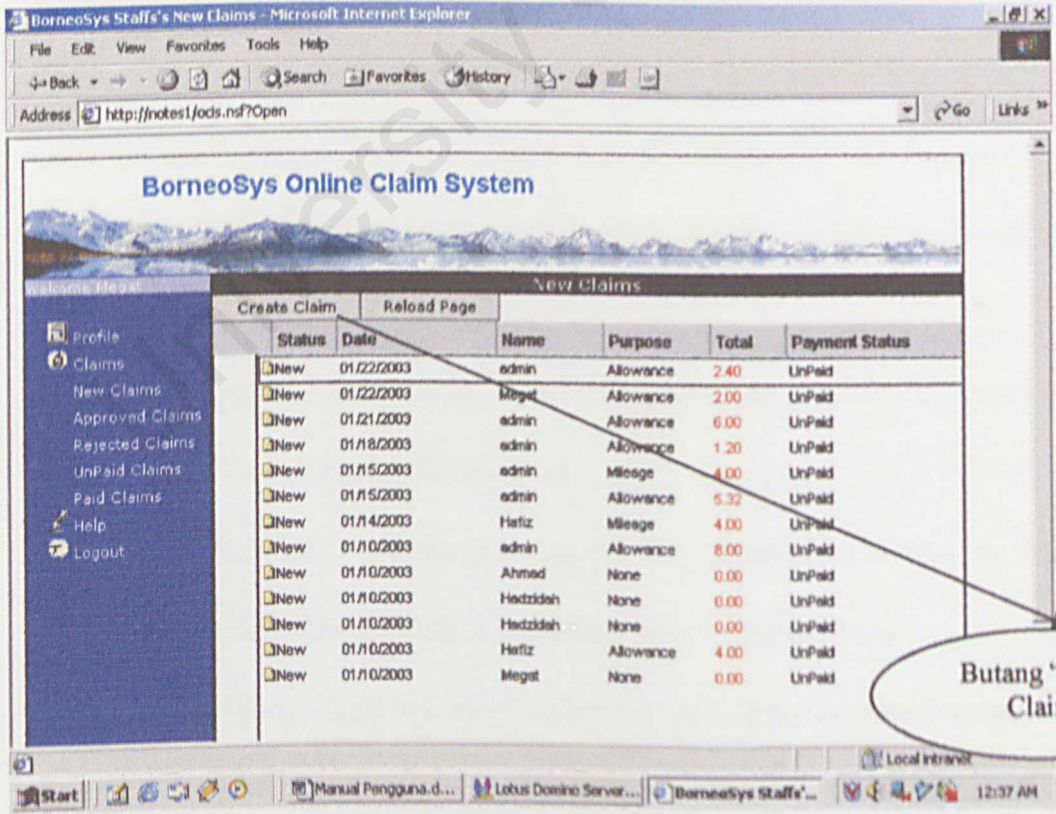 BorneoSys Staffs's New Claims - Microsoft Internet Explorer
File Edit View Favorites Tools Help
Back Search Favorites History
Address http://notes1/ocis.nsf?Open Go Links
University
BorneoSys Online Claim System
Welcome Megat
New Claims
Create Claim Reload Page
Profile
Claims
New Claims
Approved Claims
Rejected Claims
UnPaid Claims
Paid Claims
Help
Logout
Status Date Name Purpose Total Payment Status
New 01/22/2003 admin Allowance 2.40 UnPaid
New 01/22/2003 Megat Allowance 2.00 UnPaid
New 01/21/2003 admin Allowance 6.00 UnPaid
New 01/18/2003 admin Allowance 1.20 UnPaid
New 01/15/2003 admin Mileage 4.00 UnPaid
New 01/15/2003 admin Allowance 5.32 UnPaid
New 01/14/2003 Hafiz Mileage 4.00 UnPaid
New 01/10/2003 admin Allowance 8.00 UnPaid
New 01/10/2003 Ahmad None 0.00 UnPaid
New 01/10/2003 Hadzidah None 0.00 UnPaid
New 01/10/2003 Hadzidah None 0.00 UnPaid
New 01/10/2003 Hafiz Allowance 4.00 UnPaid
New 01/10/2003 Megat None 0.00 UnPaid
Butang "
Clai
Local intranet
Start Manual Pengguna.d... Lotus Domino Server... BorneoSys Staffs'... 12:37 AM